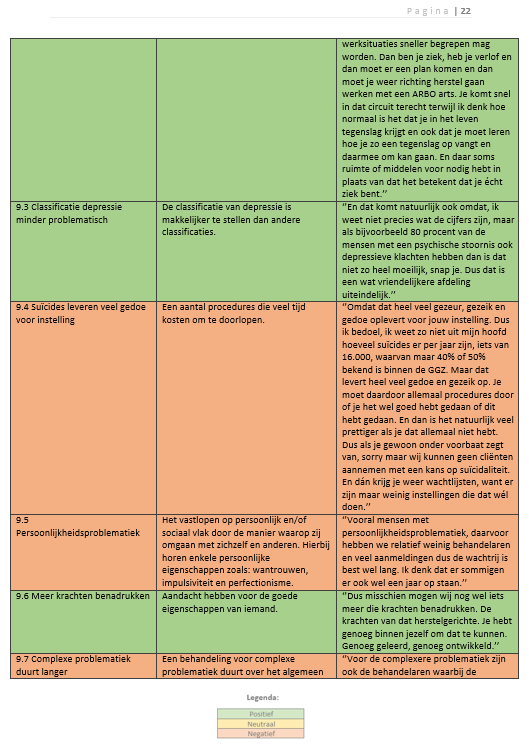 Pagina | 22
werksituaties sneller begrepen mag
worden. Dan ben je ziek, heb je verlof en
dan moet er een plan komen en dan
moet je weer richting herstel gaan
werken met een ARBO arts. Je komt snel
in dat circuit terecht terwijl ik denk hoe
normaal is het dat je in het leven
tegenslag krijgt en ook dat je moet leren
hoe je zo een tegenslag op vangt en
daarmee om kan gaan. En daar soms
ruimte of middelen voor nodig hebt in
plaats van dat het betekent dat je écht
ziek bent.’’
9.3 Classificatie depressie
minder problematisch
De classificatie van depressie is
makkelijker te stellen dan andere
classificaties.
‘’En dat komt natuurlijk ook omdat, ik
weet niet precies wat de cijfers zijn, maar
als bijvoorbeeld 80 procent van de
mensen met een psychische stoornis ook
depressieve klachten hebben dan is dat
niet zo heel moeilijk, snap je. Dus dat is
een wat vriendelijkere afdeling
uiteindelijk.’’
9.4 Suïcides leveren veel gedoe
voor instelling
Een aantal procedures die veel tijd
kosten om te doorlopen.
‘’Omdat dat heel veel gezeur, gezeik en
gedoe oplevert voor jouw instelling. Dus
ik bedoel, ik weet zo niet uit mijn hoofd
hoeveel suïcides er per jaar zijn, iets van
16.000, waarvan maar 40% of 50%
bekend is binnen de GGZ. Maar dat
levert heel veel gedoe en gezeik op. Je
moet daardoor allemaal procedures door
of je het wel goed hebt gedaan of dit
hebt gedaan. En dan is het natuurlijk veel
prettiger als je dat allemaal niet hebt.
Dus als je gewoon onder voorbaat zegt
van, sorry maar wij kunnen geen cliënten
aannemen met een kans op suïcidaliteit.
En dán krijg je weer wachtlijsten, want er
zijn maar weinig instellingen die dat wél
doen.’’
9.5
Persoonlijkheidsproblematiek
Het vastlopen op persoonlijk en/of
sociaal vlak door de manier waarop zij
omgaan met zichzelf en anderen. Hierbij
horen enkele persoonlijke
eigenschappen zoals: wantrouwen,
impulsiviteit en perfectionisme.
‘’Vooral mensen met
persoonlijkheidsproblematiek, daarvoor
hebben we relatief weinig behandelaren
en veel aanmeldingen dus de wachtrij is
best wel lang. Ik denk dat er sommigen
er ook wel een jaar op staan.’’
9.6 Meer krachten benadrukken
Aandacht hebben voor de goede
eigenschappen van iemand.
‘’Dus misschien mogen wij nog wel iets
meer die krachten benadrukken. De
krachten van dat herstelgerichte. Je hebt
genoeg binnen jezelf om dat te kunnen.
Genoeg geleerd, genoeg ontwikkeld.’’
9.7 Complexe problematiek
duurt langer
Een behandeling voor complexe
problematiek duurt over het algemeen
‘’Voor de complexere problematiek zijn
ook de behandelaren waarbij de
Legenda:
Positief
Neutraal
Negatief